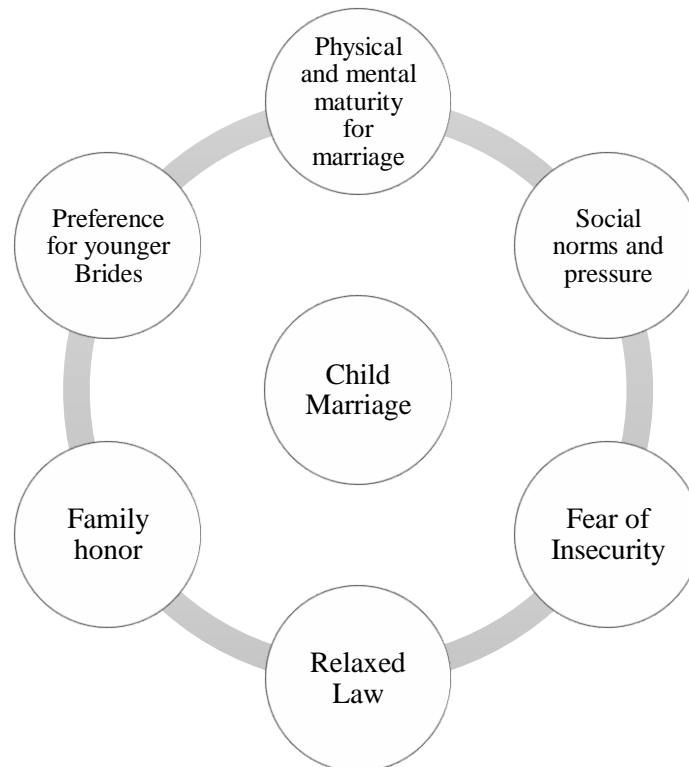 Physical
and mental
maturity
for
marriage
Preference
for younger
Brides
Social
norms and
pressure
Child
Marriage
Family
honor
Fear of
Insecurity
Relaxed
Law